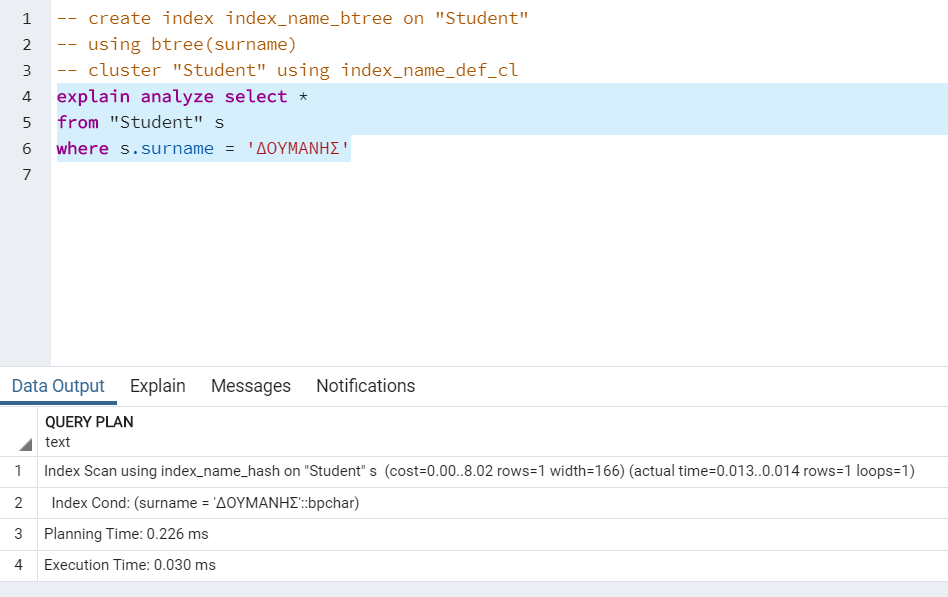 1 -- create index index_name_btree on "Student"
2 -- using btree(surname)
3 -- cluster "Student" using index_name_def_cl
4 explain analyze select *
5 from "Student" s
6 where s.surname = 'ΔΟΥΜΑΝΗΣ'
7
Data Output Explain Messages Notifications
QUERY PLAN
text
1 Index Scan using index_name_hash on "Student" s (cost=0.00..8.02 rows=1 width=166) (actual time=0.013..0.014 rows=1 loops=1)
2 Index Cond: (surname = 'ΔΟΥΜΑΝΗΣ'::bpchar)
3 Planning Time: 0.226 ms
4 Execution Time: 0.030 ms